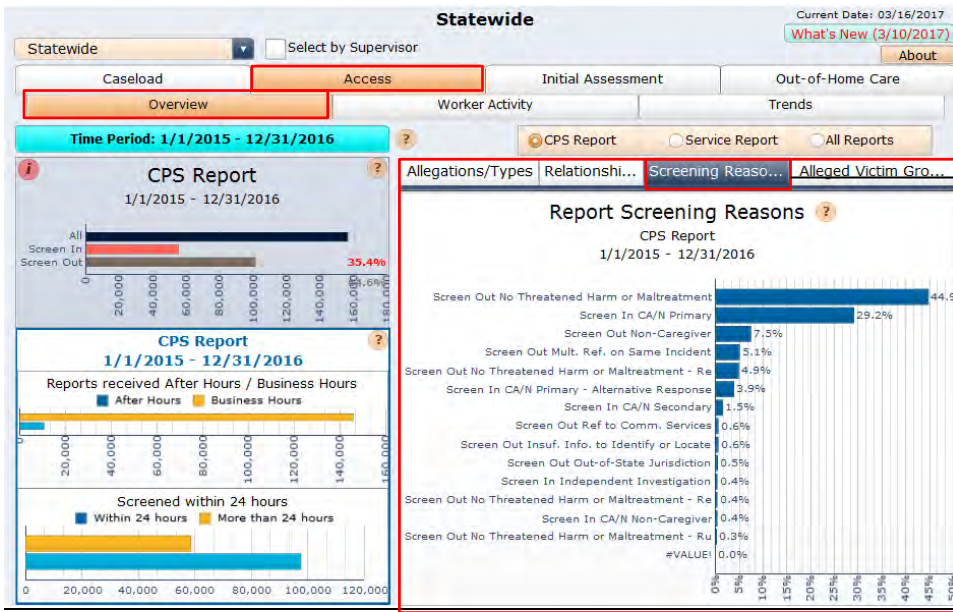 Statewide
Current Date: 03/16/2017
What's New (3/10/2017)
About
Statewide
Select by Supervisor
Caseload
Access
Initial Assessment
Out-of-Home Care
Overview
Worker Activity
Trends
Time Period: 1/1/2015 - 12/31/2016
?
CPS Report
Service Report
All Reports
i
CPS Report
?
1/1/2015 - 12/31/2016
All
Screen In
Screen Out
35.4%
0
20,000
40,000
60,000
80,000
100,000
120,000
140,000
160,000
180,000
CPS Report
?
1/1/2015 - 12/31/2016
Reports received After Hours / Business Hours
After Hours Business Hours
0
20,000
40,000
60,000
80,000
100,000
120,000
140,000
160,000
Screened within 24 hours
Within 24 hours More than 24 hours
0 20,000 40,000 60,000 80,000 100,000 120,000
Allegations/Types
Relationshi...
Screening Reaso...
Alleged Victim Gro...
Report Screening Reasons ?
CPS Report
1/1/2015 - 12/31/2016
Screen Out No Threatened Harm or Maltreatment 44.9
Screen In CA/N Primary 29.2%
Screen Out Non-Caregiver 7.5%
Screen Out Mult. Ref. on Same Incident 5.1%
Screen Out No Threatened Harm or Maltreatment - Re 4.9%
Screen In CA/N Primary - Alternative Response 3.9%
Screen In CA/N Secondary 1.5%
Screen Out Ref to Comm. Services 0.6%
Screen Out Insuf. Info. to Identify or Locate 0.6%
Screen Out Out-of-State Jurisdiction 0.5%
Screen In Independent Investigation 0.4%
Screen Out No Threatened Harm or Maltreatment - Re 0.4%
Screen In CA/N Non-Caregiver 0.4%
Screen Out No Threatened Harm or Maltreatment - Ru 0.3%
#VALUE! 0.0%
0%
5%
10%
15%
20%
25%
30%
35%
40%
45%
50%